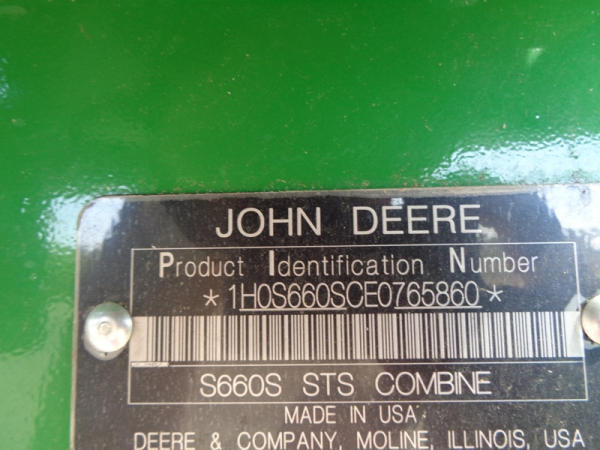 JOHN DEERE
Product Identification Number
*1H0S660SCE0765860*
S660S STS COMBINE
MADE IN USA
DEERE & COMPANY, MOLINE, ILLINOIS, USA